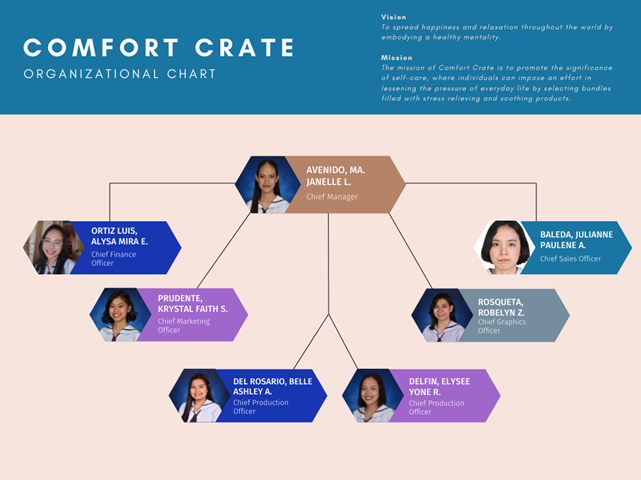 COMFORT CRATE
ORGANIZATIONAL CHART
Vision
To spread happiness and relaxation throughout the world by
embodying a healthy mentality.
Mission
The mission of Comfort Crate is to promote the significance
of self-care, where individuals can impose an effort in
lessening the pressure of everyday life by selecting bundles
filled with stress relieving and soothing products.
AVENIDO, MA.
JANELLE L.
Chief Manager
ORTIZ LUIS,
ALYSA MIRA E.
Chief Finance
Officer
BALEDA, JULIANNE
PAULENE A.
Chief Sales Officer
PRUDENTE,
KRYSTAL FAITH S.
Chief Marketing
Officer
ROSQUETA,
ROBELYN Z.
Chief Graphics
Officer
DEL ROSARIO, BELLE
ASHLEY A.
Chief Production
Officer
DELFIN, ELYSEE
YONE R.
Chief Production
Officer